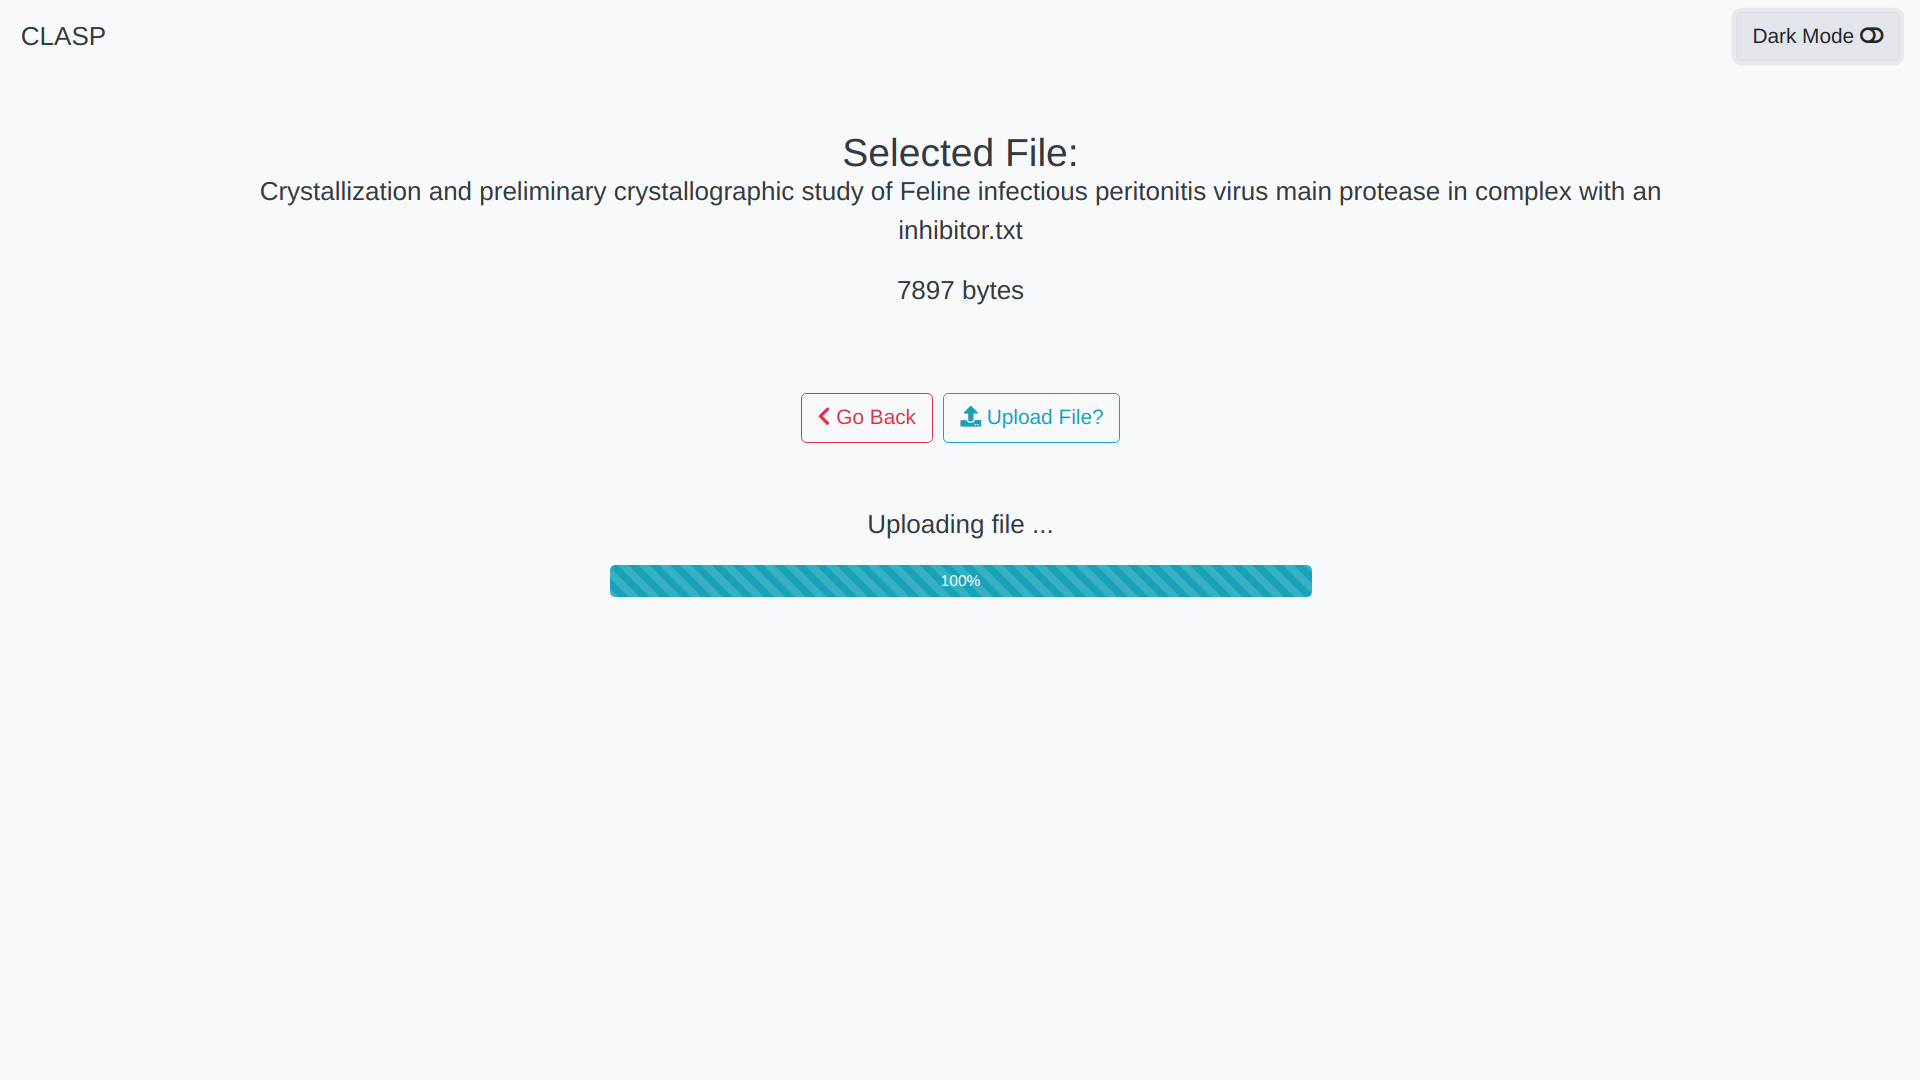 CLASP
Dark Mode
Selected File:
Crystallization and preliminary crystallographic study of Feline infectious peritonitis virus main protease in complex with an
inhibitor.txt
7897 bytes
Go Back
Upload File?
Uploading file ...
100%